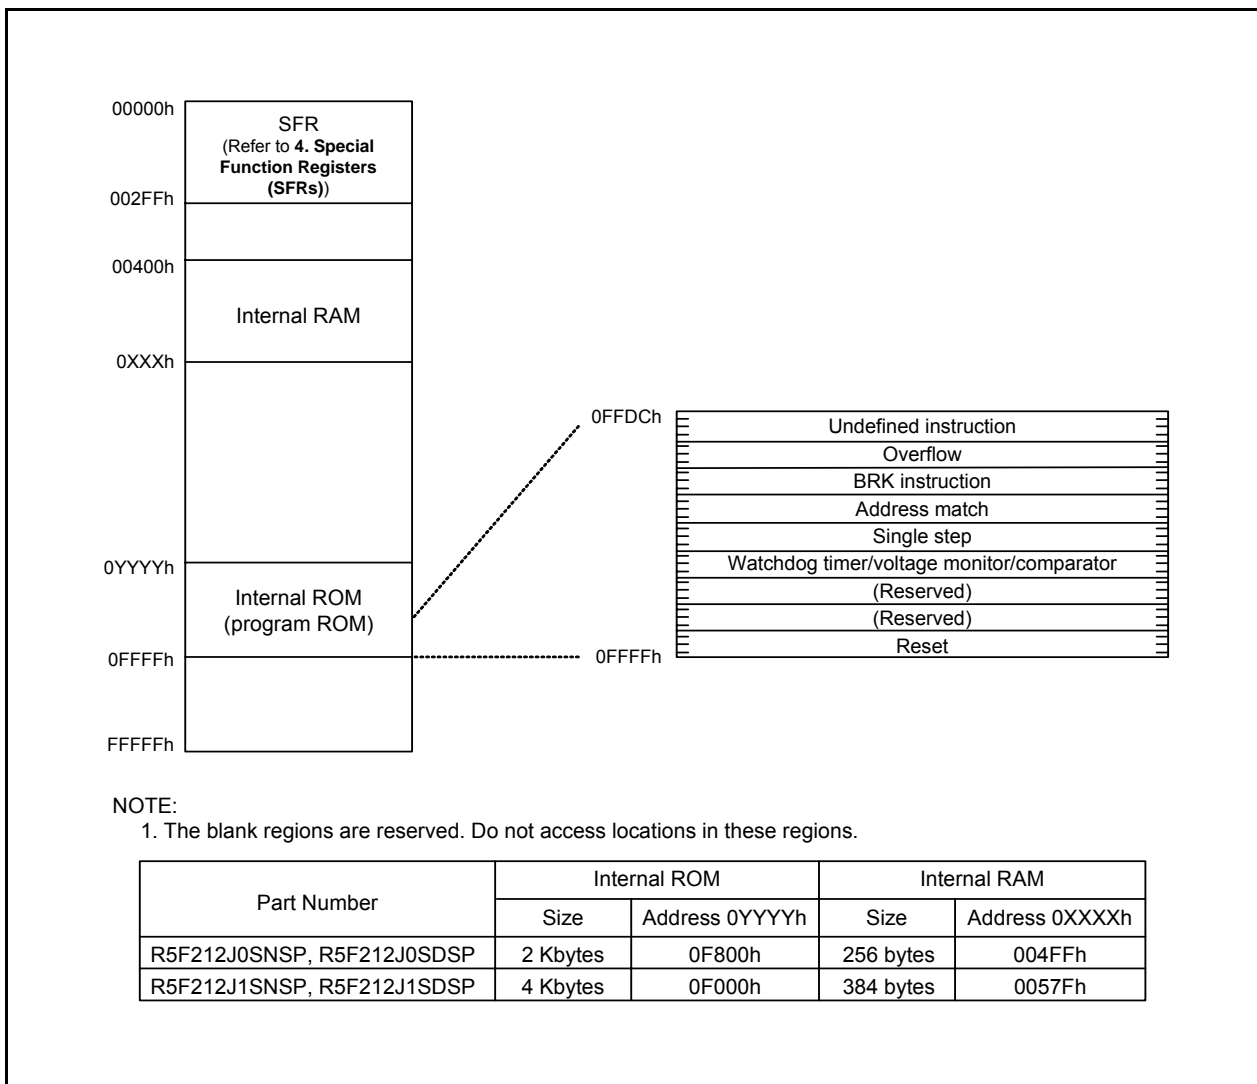 00000h
SFR
(Refer to 4. Special
Function Registers
(SFRs))
002FFh
00400h
Internal RAM
0XXXh
0YYYYh
Internal ROM
(program ROM)
0FFFFh
FFFFFh
0FFDCh
Undefined instruction
Overflow
BRK instruction
Address match
Single step
Watchdog timer/voltage monitor/comparator
(Reserved)
(Reserved)
Reset
0FFFFh
NOTE:
1. The blank regions are reserved. Do not access locations in these regions.
Part Number Internal ROM Internal RAM
Size Address 0YYYYh Size Address 0XXXXh
R5F212J0SNSP, R5F212J0SDSP 2 Kbytes 0F800h 256 bytes 004FFh
R5F212J1SNSP, R5F212J1SDSP 4 Kbytes 0F000h 384 bytes 0057Fh